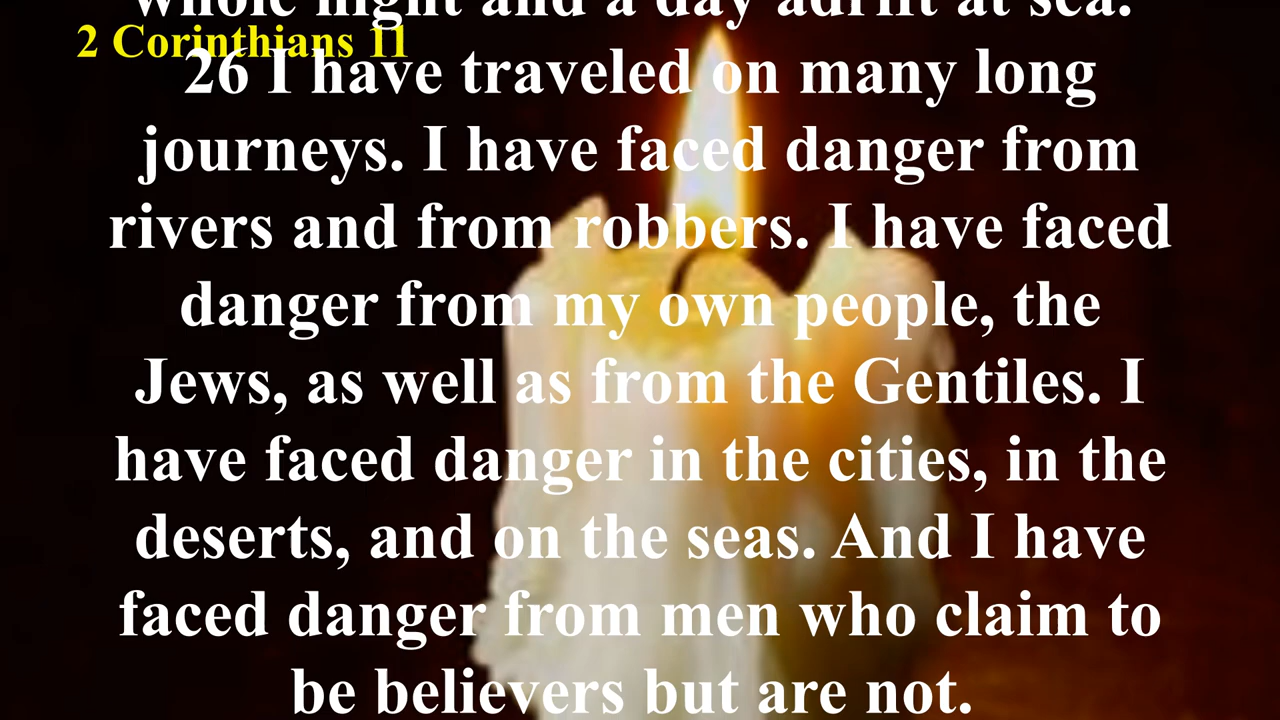 whole night and a day adrift at sea.
2 Corinthians 11
26 I have traveled on many long
journeys. I have faced danger from
rivers and from robbers. I have faced
danger from my own people, the
Jews, as well as from the Gentiles. I
have faced danger in the cities, in the
deserts, and on the seas. And I have
faced danger from men who claim to
be believers but are not.